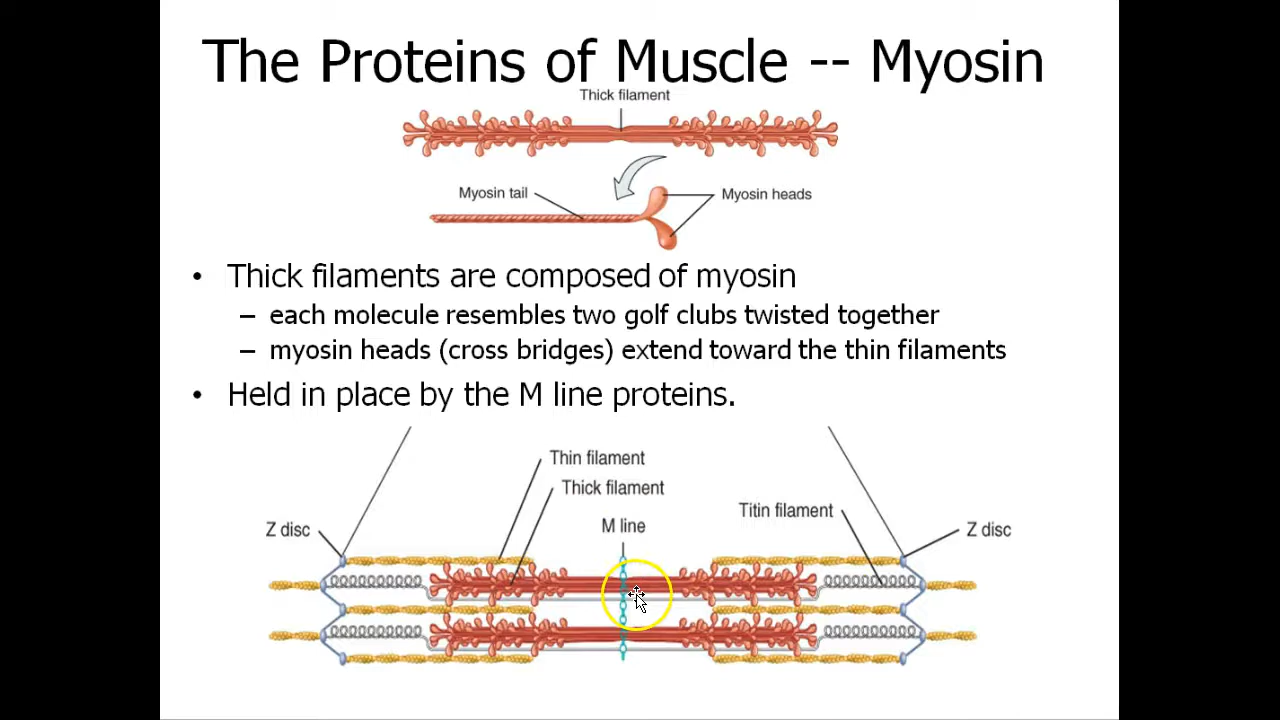 The Proteins of Muscle -- Myosin
Thick filament
Myosin tail
Myosin heads
• Thick filaments are composed of myosin
– each molecule resembles two golf clubs twisted together
– myosin heads (cross bridges) extend toward the thin filaments
• Held in place by the M line proteins.
Thin filament
Thick filament
Titin filament
M line
Z disc
Z disc